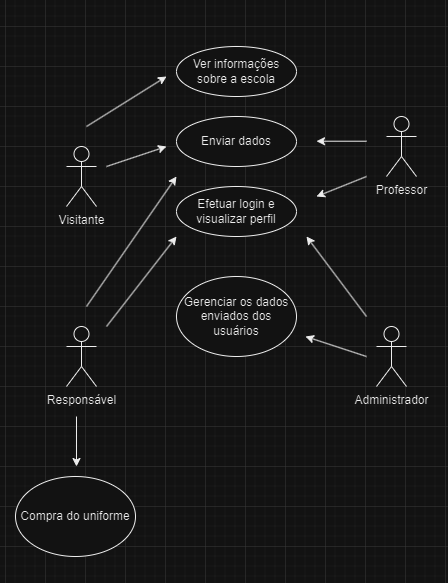 Ver informações
sobre a escola
Enviar dados
Visitante
Professor
Efetuar login e
visualizar perfil
Gerenciar os dados
enviados dos
usuários
Responsável
Administrador
Compra do uniforme